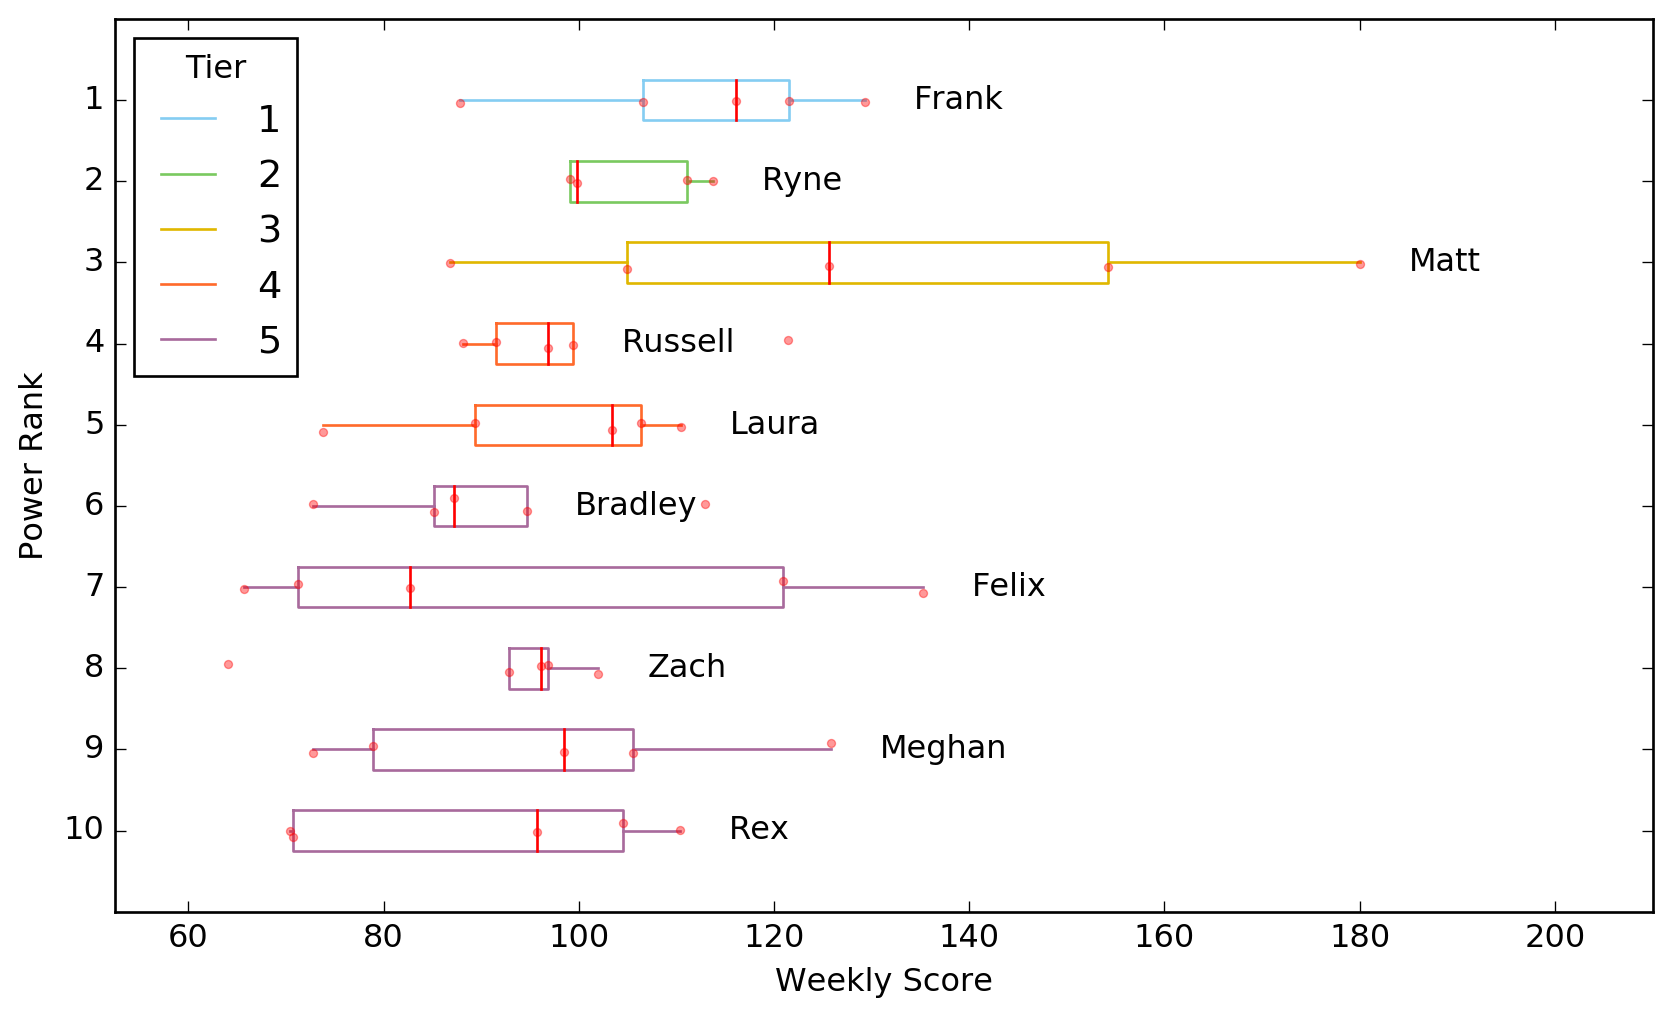 Tier
1
2
3
4
5
Power Rank
1 Frank
2 Ryne
3 Matt
4 Russell
5 Laura
6 Bradley
7 Felix
8 Zach
9 Meghan
10 Rex
60 80 100 120 140 160 180 200
Weekly Score